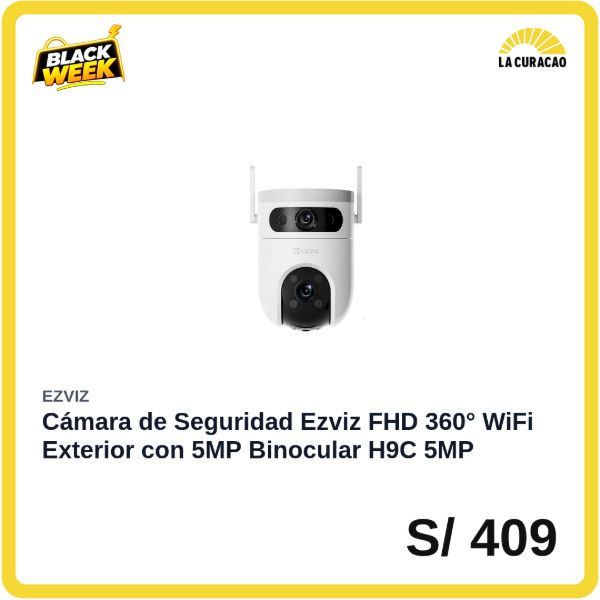 BLACK
WEEK
LA CURACAO
EZVIZ
EZVIZ
Cámara de Seguridad Ezviz FHD 360° WiFi
Exterior con 5MP Binocular H9C 5MP
S/ 409